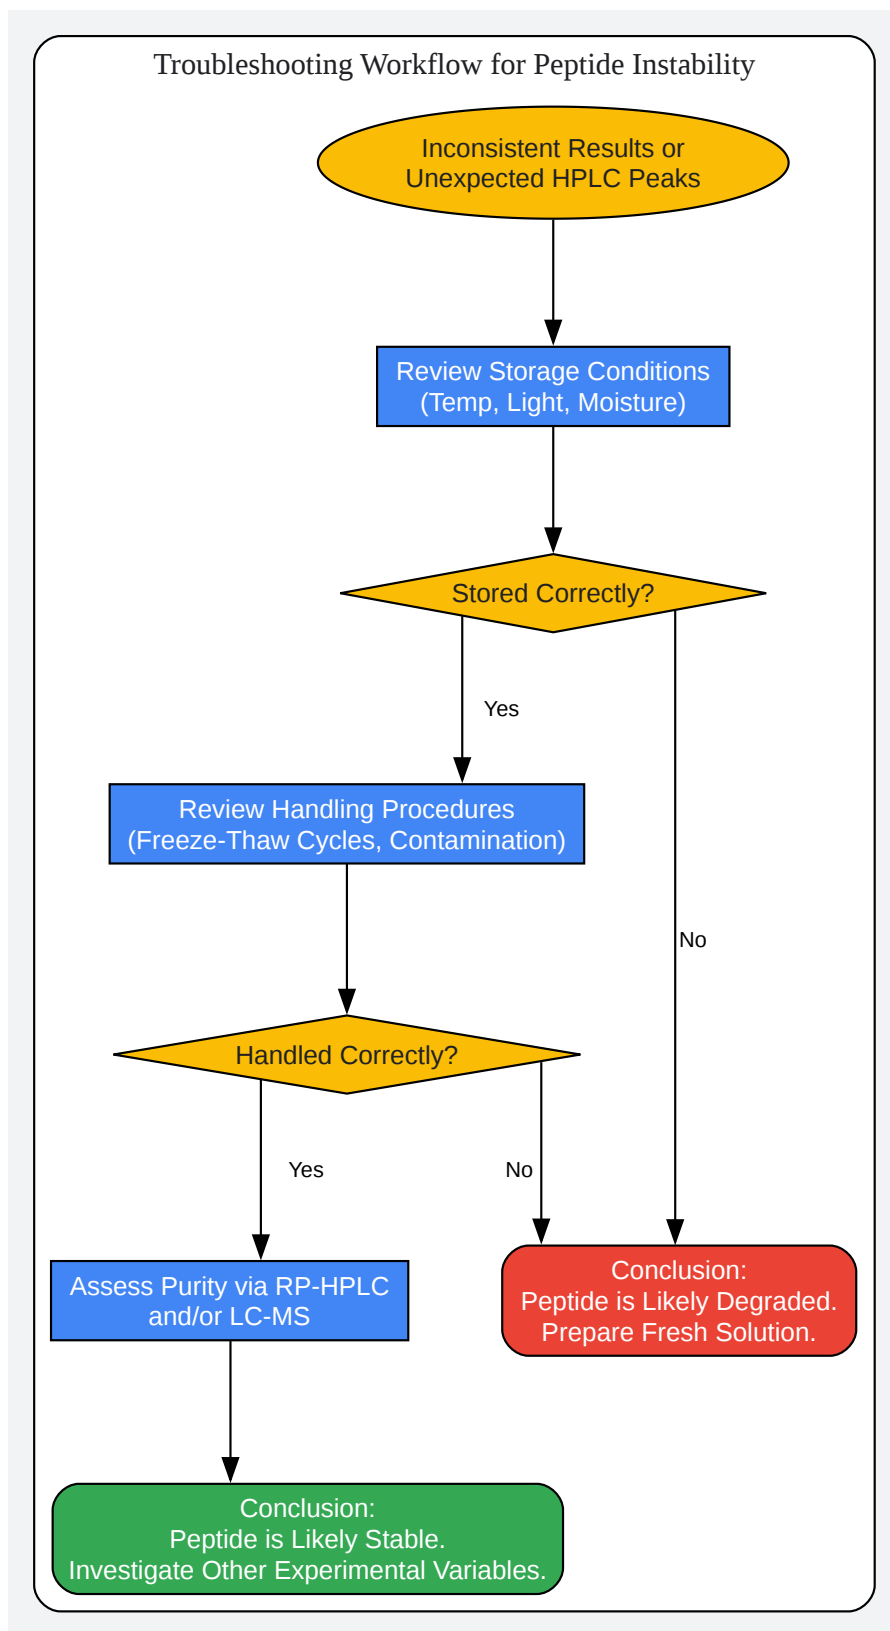 Troubleshooting Workflow for Peptide Instability
Inconsistent Results or
Unexpected HPLC Peaks
Review Storage Conditions
(Temp, Light, Moisture)
Stored Correctly?
Yes
Review Handling Procedures
(Freeze-Thaw Cycles, Contamination)
No
Handled Correctly?
Yes
No
Assess Purity via RP-HPLC
and/or LC-MS
Conclusion:
Peptide is Likely Degraded.
Prepare Fresh Solution.
Conclusion:
Peptide is Likely Stable.
Investigate Other Experimental Variables.